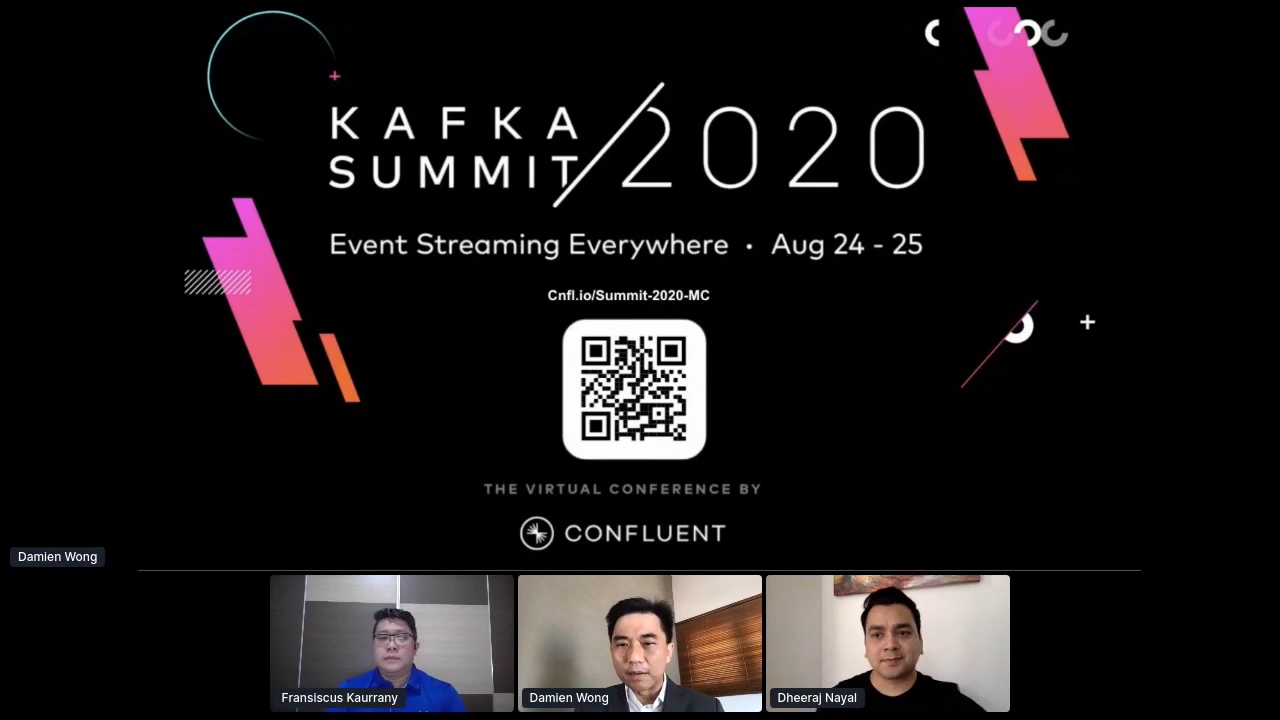 KAFKA
SUMMIT
2020
Event Streaming Everywhere • Aug 24 - 25
Cnfl.io/Summit-2020-MC
THE VIRTUAL CONFERENCE BY
CONFLUENT
Damien Wong
Fransiscus Kaurrany
Damien Wong
Dheeraj Nayal